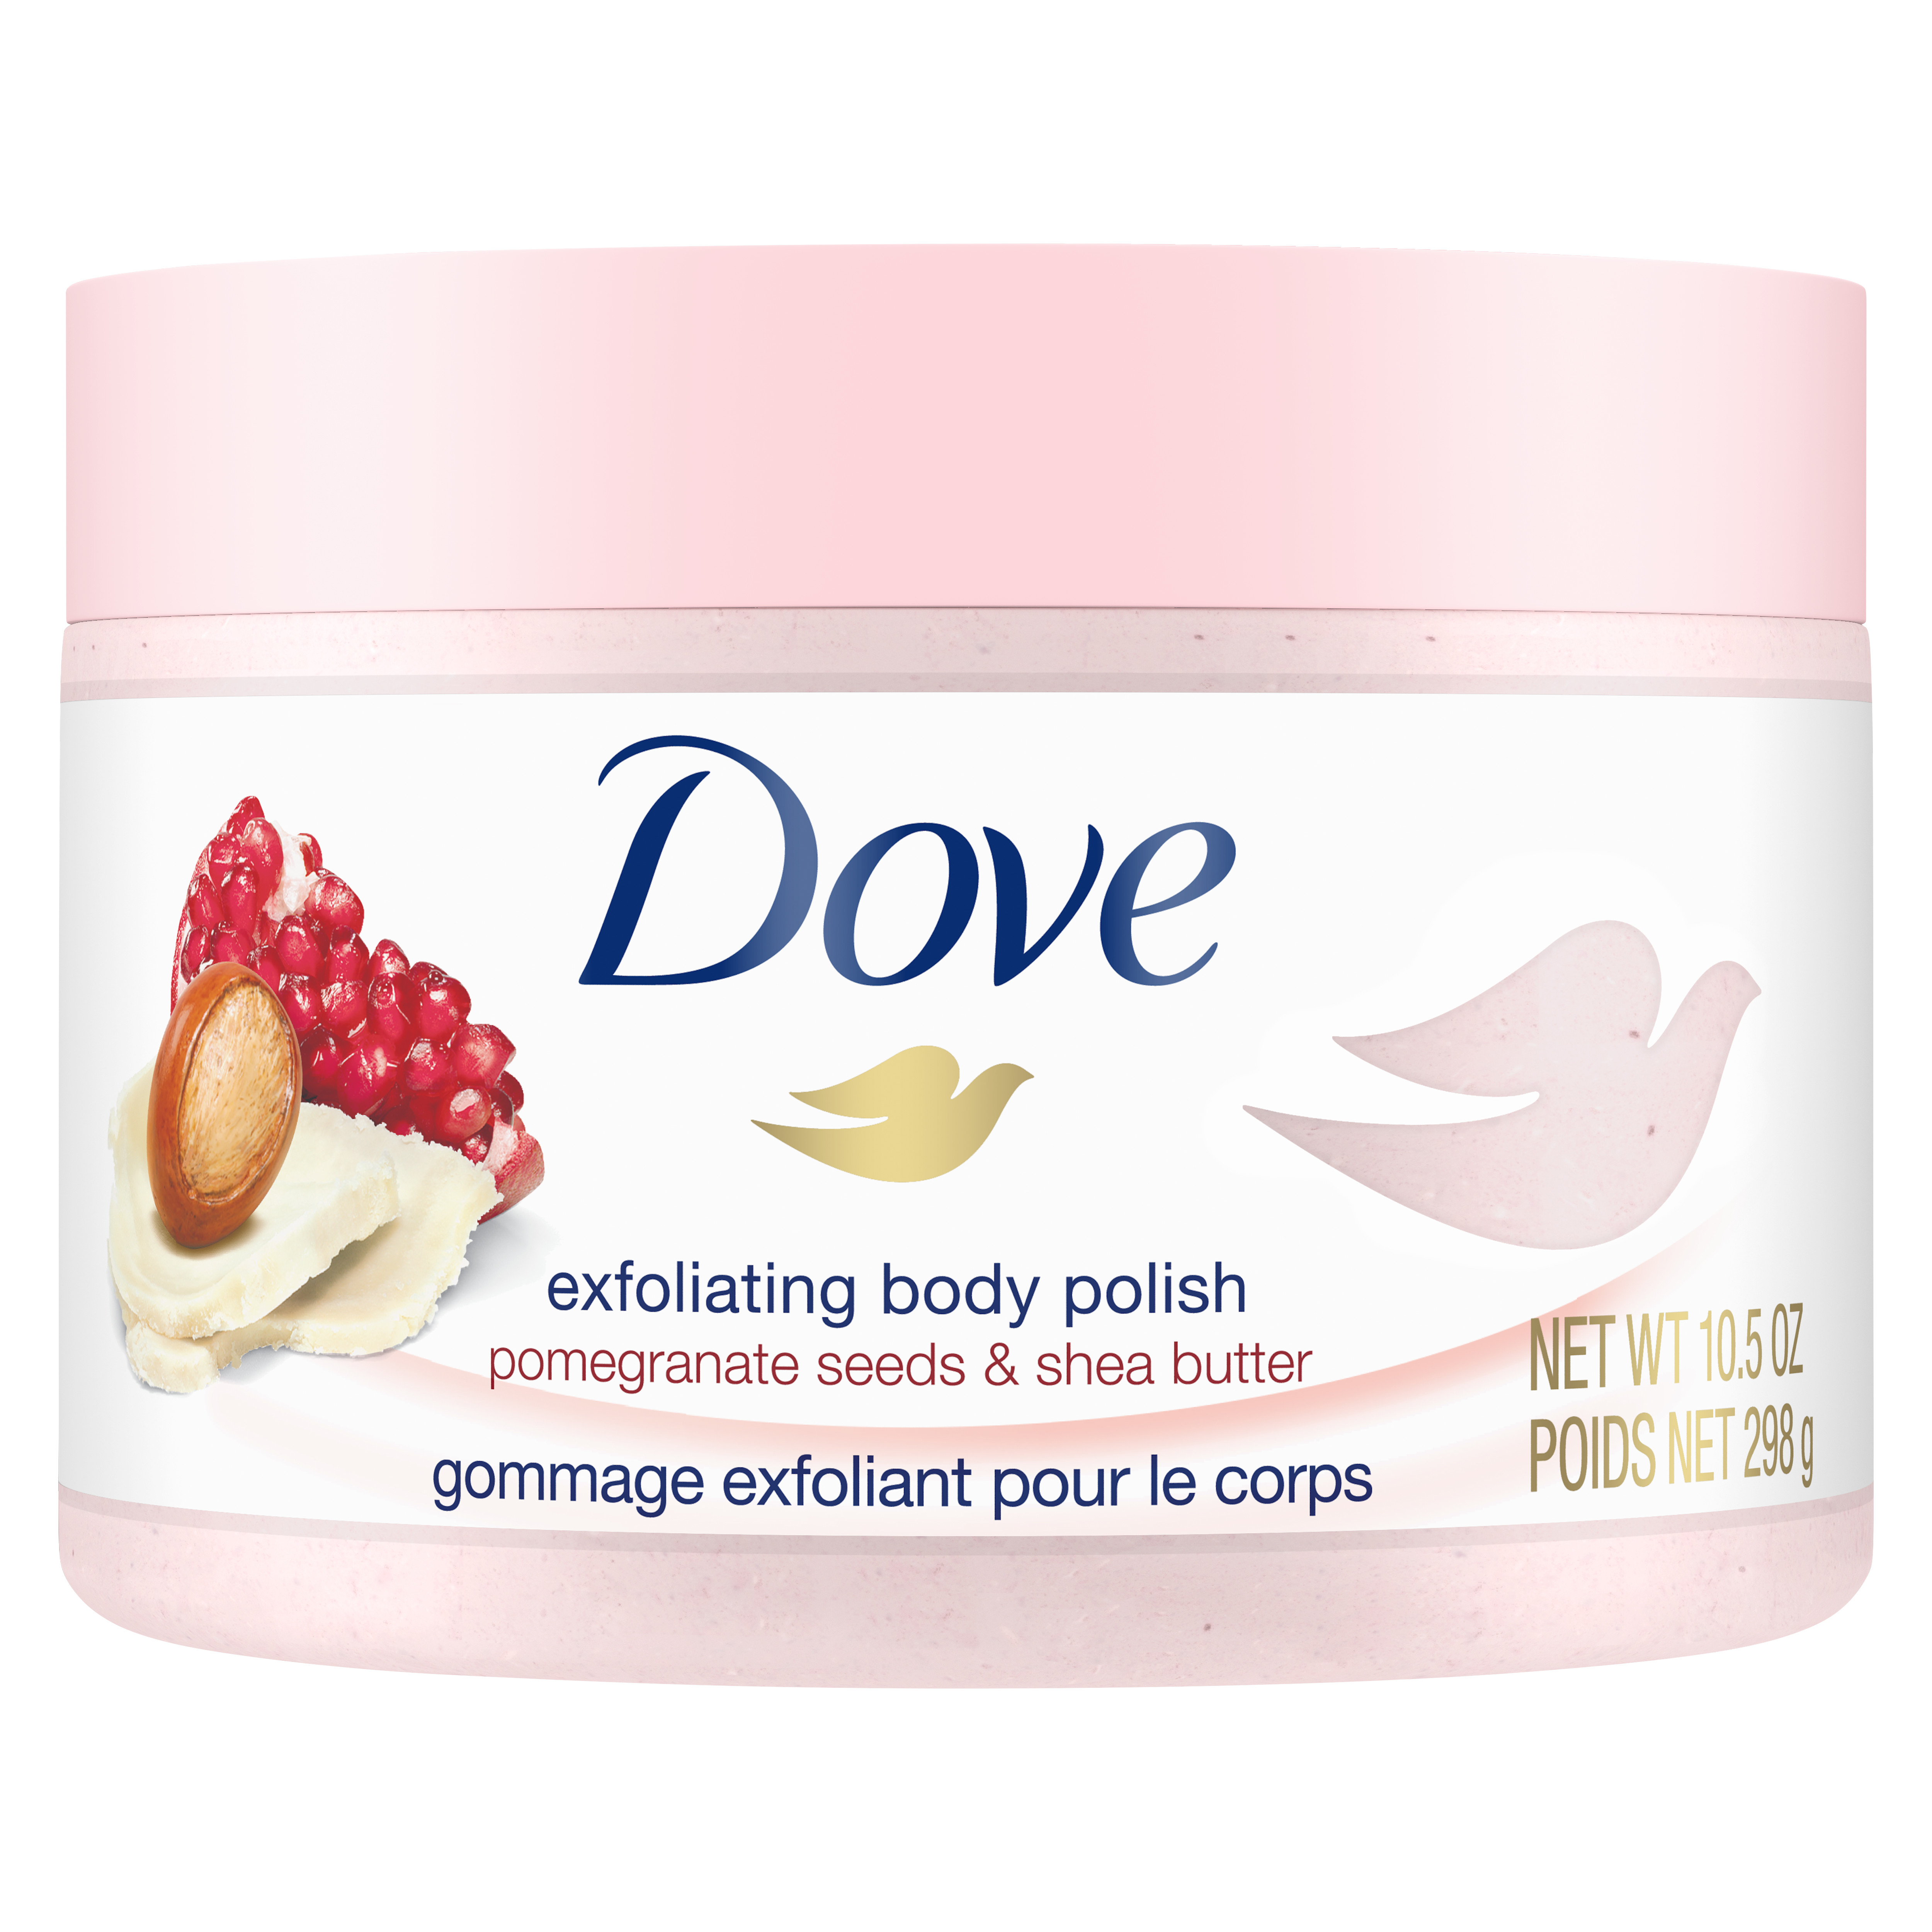 Dove
exfoliating body polish
pomegranate seeds & shea butter
gommage exfoliant pour le corps
NET WT 10.5 OZ
POIDS NET 298 g